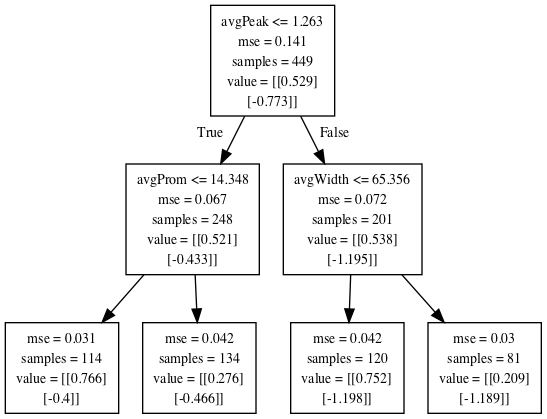 avgPeak <= 1.263
mse = 0.141
samples = 449
value = [[0.529]
[-0.773]]
True
False
avgProm <= 14.348
mse = 0.067
samples = 248
value = [[0.521]
[-0.433]]
avgWidth <= 65.356
mse = 0.072
samples = 201
value = [[0.538]
[-1.195]]
mse = 0.031
samples = 114
value = [[0.766]
[-0.4]]
mse = 0.042
samples = 134
value = [[0.276]
[-0.466]]
mse = 0.042
samples = 120
value = [[0.752]
[-1.198]]
mse = 0.03
samples = 81
value = [[0.209]
[-1.189]]